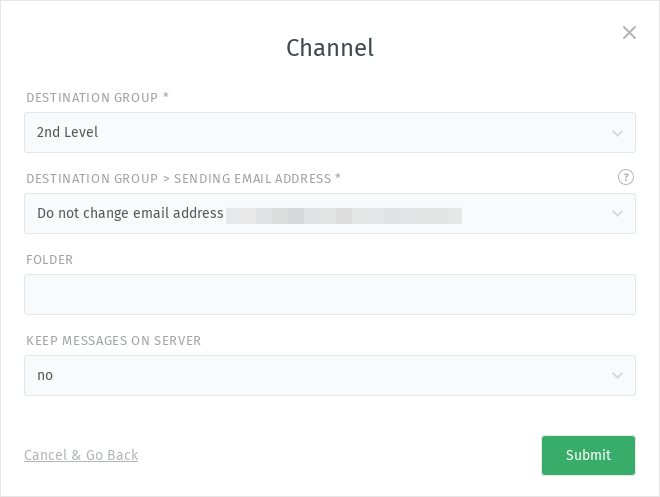 Channel
DESTINATION GROUP *
2nd Level
DESTINATION GROUP > SENDING EMAIL ADDRESS *
?
Do not change email address
FOLDER
KEEP MESSAGES ON SERVER
no
Cancel & Go Back
Submit